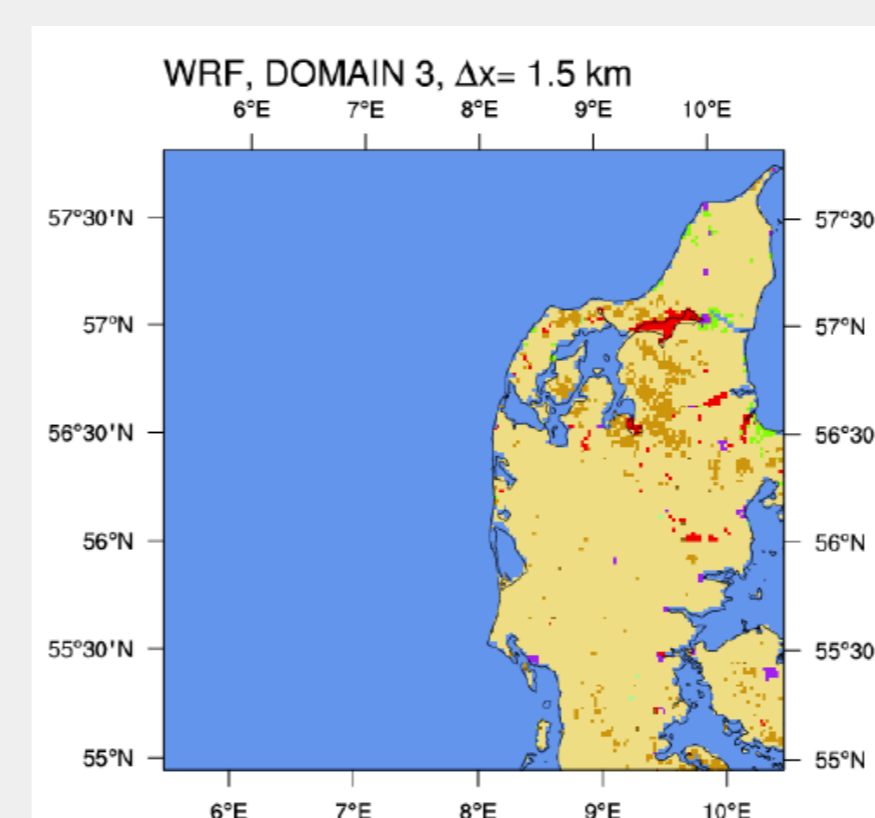 WRF, DOMAIN 3, Δx= 1.5 km
6°E 7°E 8°E 9°E 10°E
57°30'N 57°30
57°N 57°N
56°30'N 56°30
56°N 56°N
55°30'N 55°30
55°N 55°N
6°E 7°E 8°E 9°E 10°E